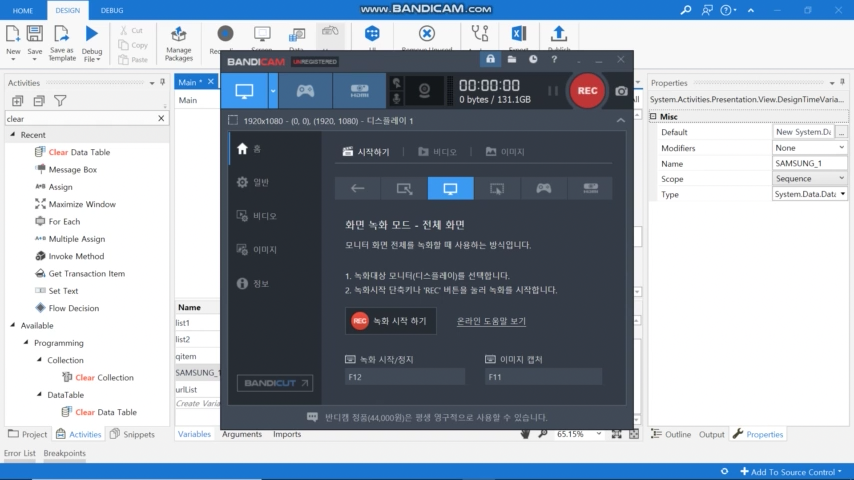 HOME
DESIGN
DEBUG
www.BANDICAM.com
New
Save
Save as Template
Debug File
Cut
Copy
Paste
Manage Packages
BANDICAM
UNREGISTERED
HDMI
00:00:00
0 bytes / 131.1GB
REC
1920x1080 - (0, 0), (1920, 1080) - 디스플레이 1
홈
일반
비디오
이미지
정보
BANDICUT
시작하기
비디오
이미지
화면 녹화 모드 - 전체 화면
모니터 화면 전체를 녹화할 때 사용하는 방식입니다.
1. 녹화대상 모니터(디스플레이)를 선택합니다.
2. 녹화시작 단축키나 'REC' 버튼을 눌러 녹화를 시작합니다.
REC
녹화 시작 하기
온라인 도움말 보기
녹화 시작/정지
F12
이미지 캡처
F11
반디캠 정품(44,000원)은 평생 영구적으로 사용할 수 있습니다.
Activities
clear
Recent
Clear Data Table
Message Box
Assign
Maximize Window
For Each
Multiple Assign
Invoke Method
Get Transaction Item
Set Text
Flow Decision
Available
Programming
Collection
Clear Collection
DataTable
Clear Data Table
Project
Activities
Snippets
Error List
Breakpoints
Main *
Main
Name
list1
list2
qitem
SAMSUNG_1
urlList
Create Varia
Variables
Arguments
Imports
65.15%
Properties
System.Activities.Presentation.View.DesignTimeVaria...
Misc
Default
New System.Da
Modifiers
None
Name
SAMSUNG_1
Scope
Sequence
Type
System.Data.Data
Outline
Output
Properties
Add To Source Control